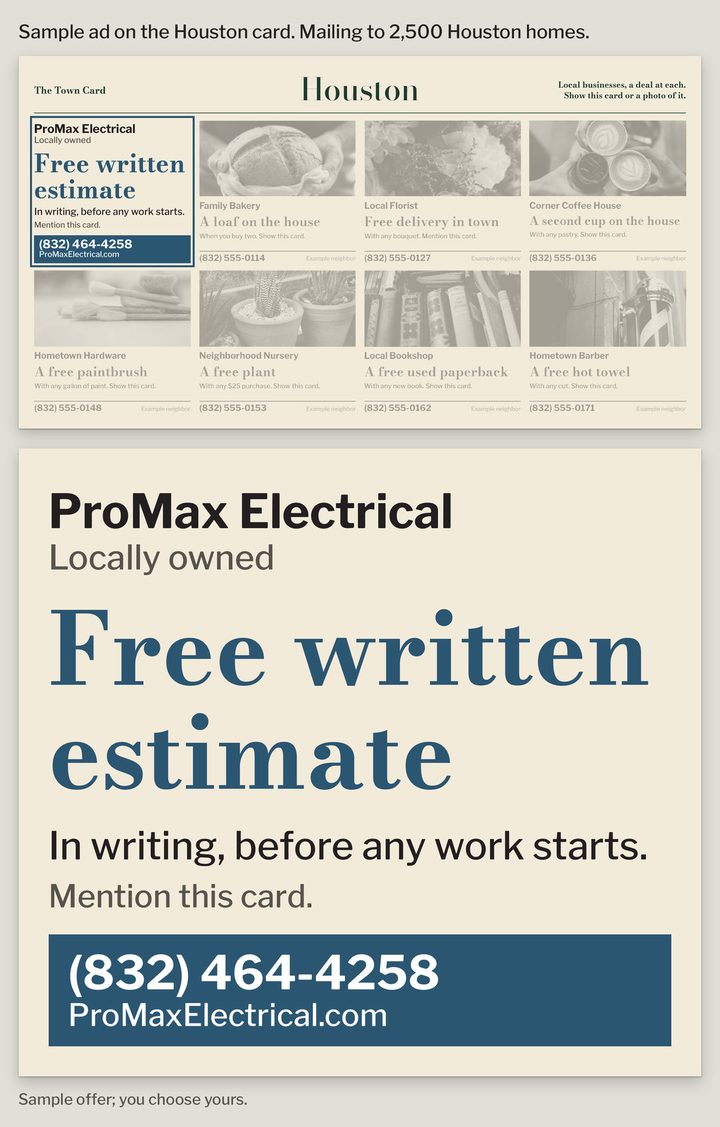 Sample ad on the Houston card. Mailing to 2,500 Houston homes.
The Town Card
Houston
Local businesses, a deal at each.
Show this card or a photo of it.
ProMax Electrical
Locally owned
Free written
estimate
In writing, before any work starts.
Mention this card.
(832) 464-4258
ProMaxElectrical.com
Family Bakery
A loaf on the house
When you buy two. Show this card.
(832) 555-0114
Example neighbor
Local Florist
Free delivery in town
With any bouquet. Mention this card.
(832) 555-0127
Example neighbor
Corner Coffee House
A second cup on the house
With any pastry. Show this card.
(832) 555-0136
Example neighbor
Hometown Hardware
A free paintbrush
With any gallon of paint. Show this card.
(832) 555-0148
Example neighbor
Neighborhood Nursery
A free plant
With any $25 purchase. Show this card.
(832) 555-0153
Example neighbor
Local Bookshop
A free used paperback
With any new book. Show this card.
(832) 555-0162
Example neighbor
Hometown Barber
A free hot towel
With any cut. Show this card.
(832) 555-0171
Example neighbor
ProMax Electrical
Locally owned
Free written
estimate
In writing, before any work starts.
Mention this card.
(832) 464-4258
ProMaxElectrical.com
Sample offer; you choose yours.